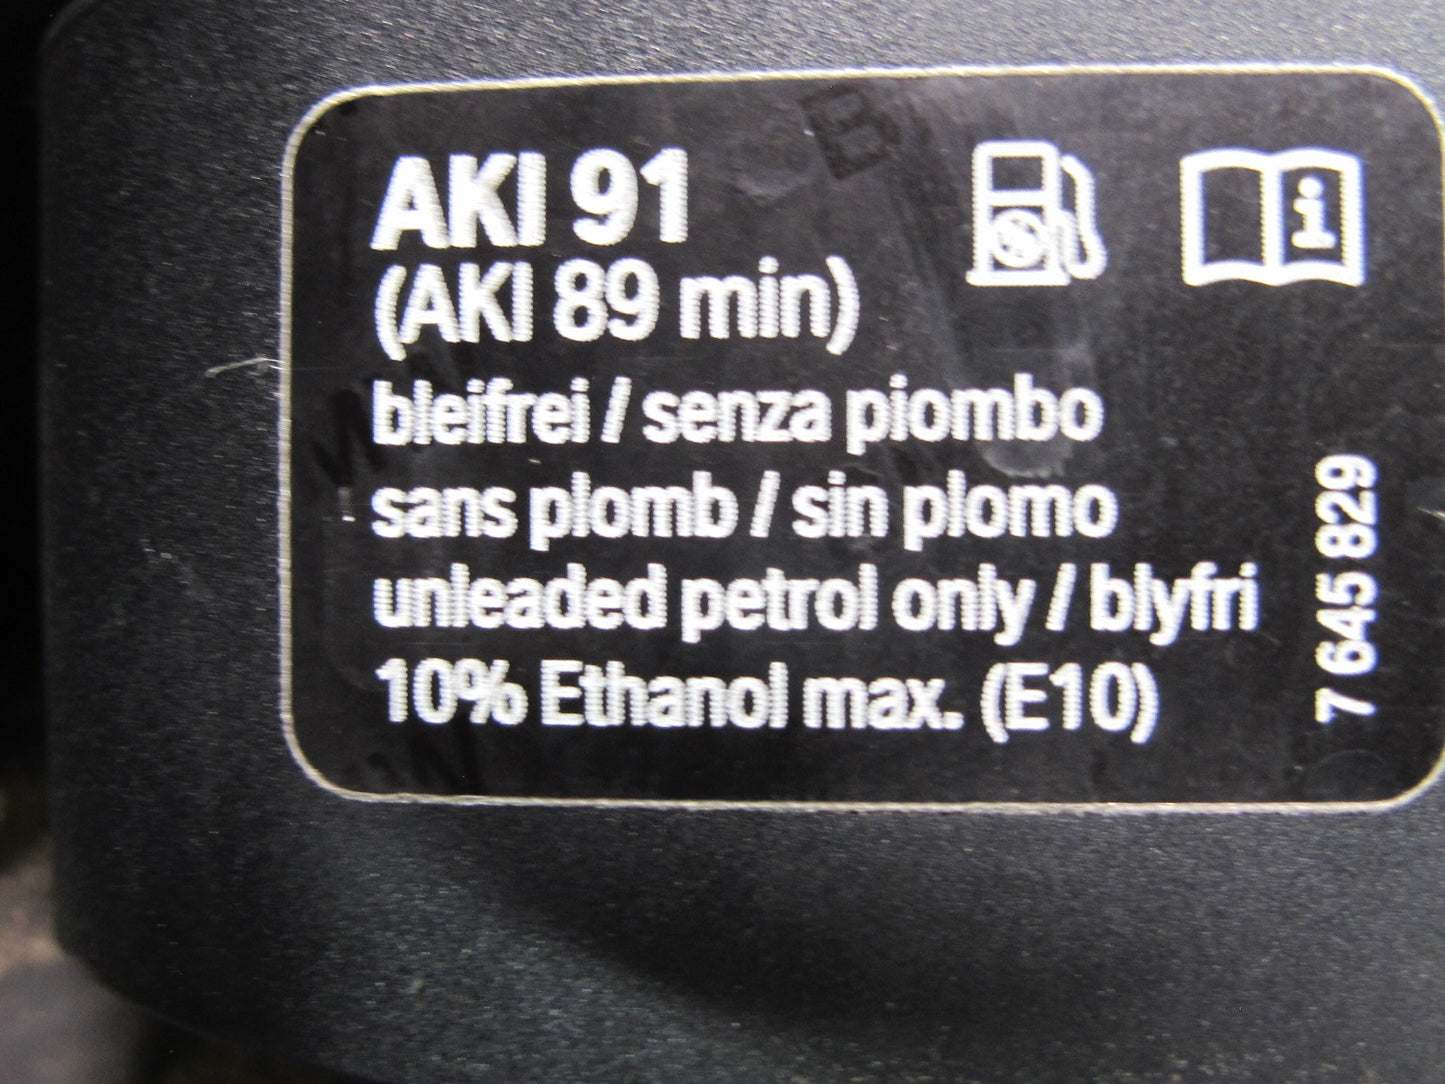 AKI 91
(AKI 89 min)
bleifrei / senza piombo
sans plomb / sin plomo
unleaded petrol only / blyfri
10% Ethanol max. (E10)
i
7 645 829